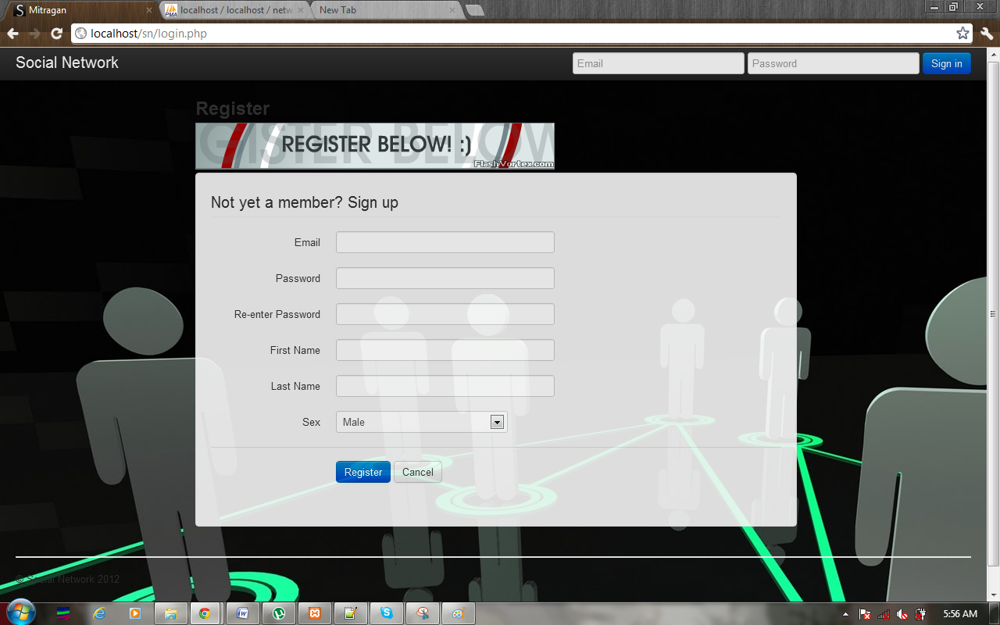 Mitragan
localhost / localhost / netw
New Tab
localhost/sn/login.php
Social Network
Email
Password
Sign in
Register
GISTER BELOW
REGISTER BELOW! :)
FlashVortex.com
Not yet a member? Sign up
Email
Password
Re-enter Password
First Name
Last Name
Sex
Male
Register
Cancel
© Social Network 2012
5:56 AM